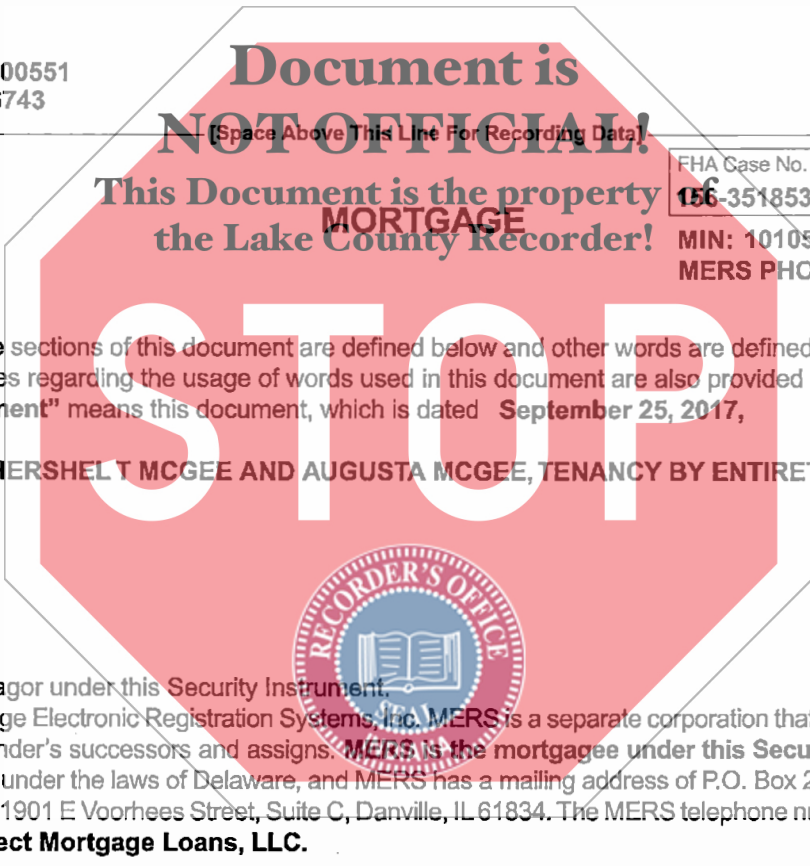 00551
6743
Document is
NOT OFFICIAL!
[Space Above This Line For Recording Data]
This Document is the property of
the Lake County Recorder!
FHA Case No.
156-351853
MORTGAGE
MIN: 10105
MERS PHO
e sections of this document are defined below and other words are defined
es regarding the usage of words used in this document are also provided
ment” means this document, which is dated September 25, 2017,
HERSHEL T MCGEE AND AUGUSTA MCGEE, TENANCY BY ENTIRET
STOP
RECORDER'S OFFICE
SEAL
INDIANA
agor under this Security Instrument.
ge Electronic Registration Systems, Inc. MERS is a separate corporation that
nder's successors and assigns. MERS is the mortgagee under this Secu
under the laws of Delaware, and MERS has a mailing address of P.O. Box 2
1901 E Voorhees Street, Suite C, Danville, IL 61834. The MERS telephone n
ect Mortgage Loans, LLC.